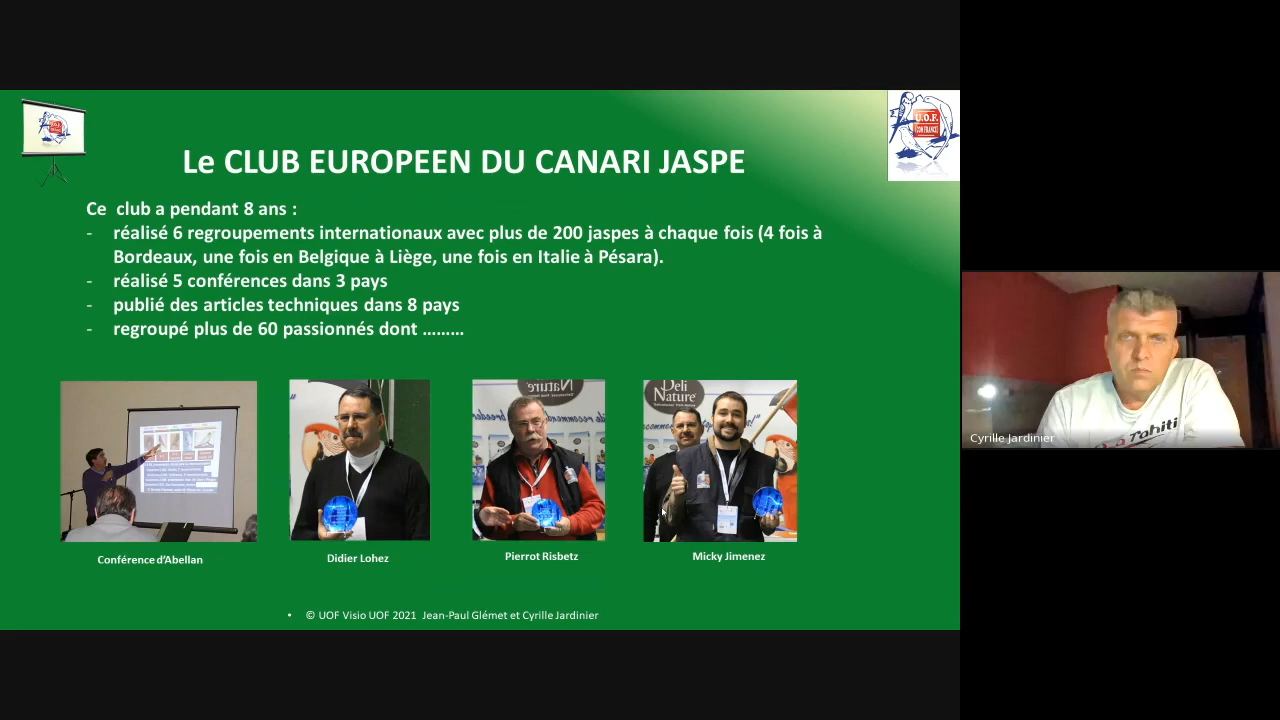 Le CLUB EUROPEEN DU CANARI JASPE
U.O.F.
COM FRANCE
Ce club a pendant 8 ans :
- réalisé 6 regroupements internationaux avec plus de 200 jaspes à chaque fois (4 fois à
Bordeaux, une fois en Belgique à Liège, une fois en Italie à Pésara).
- réalisé 5 conférences dans 3 pays
- publié des articles techniques dans 8 pays
- regroupé plus de 60 passionnés dont .........
Nature
Deli
Nature
Conférence d'Abellan
Didier Lohez
Pierrot Risbetz
Micky Jimenez
• © UOF Visio UOF 2021 Jean-Paul Glémet et Cyrille Jardinier
Tahiti
Cyrille Jardinier